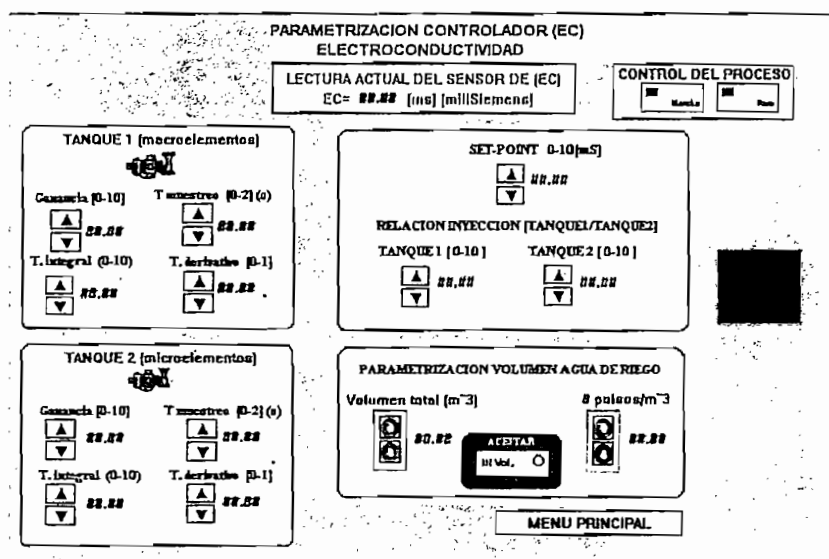 PARAMETRIZACION CONTROLADOR (EC)
ELECTROCONDUCTIVIDAD
LECTURA ACTUAL DEL SENSOR DE (EC)
EC= ##.## [ms] [milliSiemens]
CONTROL DEL PROCESO
Marcha
Paro
TANQUE 1 (macroelementos)
Ganancia [0-10]
T muestreo [0-2] (s)
##.##
##.##
T. integral (0-10)
T. derivativo [0-1]
##.##
##.##
SET-POINT 0-10[mS]
##.##
RELACION INYECCION [TANQUE1/TANQUE2]
TANQUE 1 [0-10]
TANQUE 2 [0-10]
##.##
##.##
TANQUE 2 (microelementos)
Ganancia [0-10]
T muestreo [0-2] (s)
##.##
##.##
T. integral (0-10)
T. derivativo [0-1]
##.##
##.##
PARAMETRIZACION VOLUMEN AGUA DE RIEGO
Volumen total (m~3)
# pulsos/m~3
##.##
ACEPTAR
Vol.
##.##
MENU PRINCIPAL